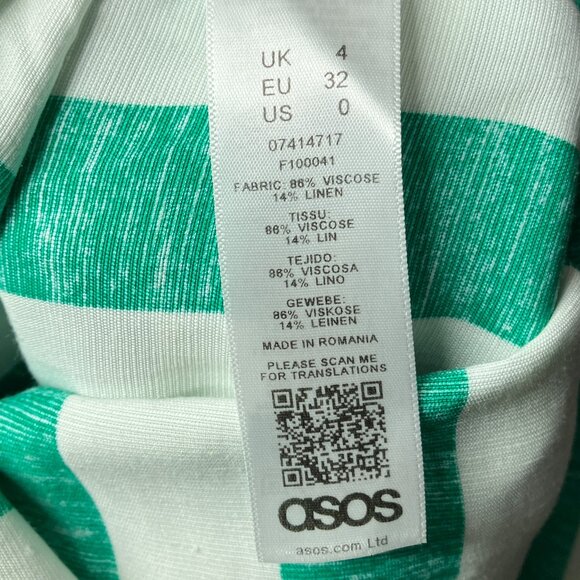 UK 4
EU 32
US 0
07414717
F100041
FABRIC: 86% VISCOSE
14% LINEN
TISSU:
86% VISCOSE
14% LIN
TEJIDO:
86% VISCOSA
14% LINO
GEWEBE:
86% VISKOSE
14% LEINEN
MADE IN ROMANIA
PLEASE SCAN ME
FOR TRANSLATIONS
asos
asos.com Ltd